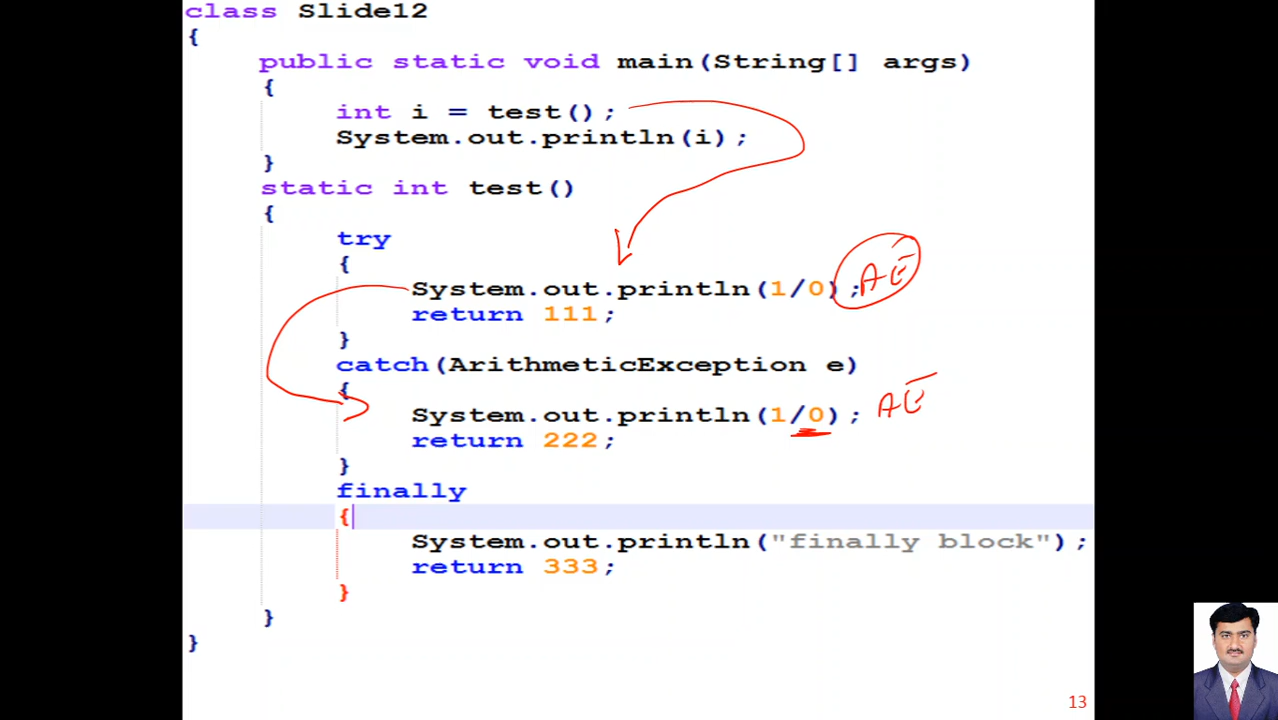 class Slide12
{
public static void main(String[] args)
{
int i = test();
System.out.println(i);
}
static int test()
{
try
{
System.out.println(1/0); AE
return 111;
}
catch(ArithmeticException e)
{
System.out.println(1/0); AE
return 222;
}
finally
{
System.out.println("finally block");
return 333;
}
}
}
13